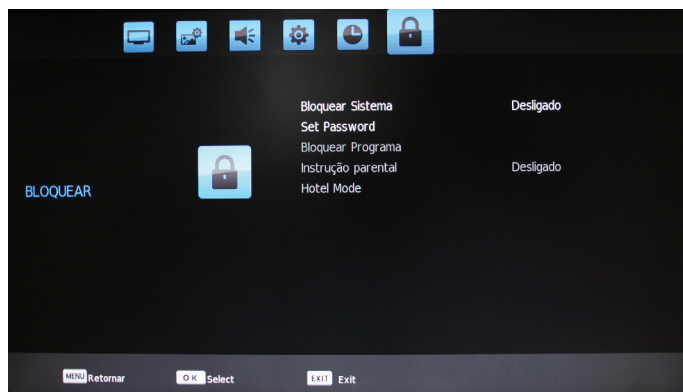 Bloquear Sistema Desligado
Set Password
Bloquear Programa
Instrução parental Desligado
Hotel Mode
BLOQUEAR
MENU Retornar OK Select EXIT Exit